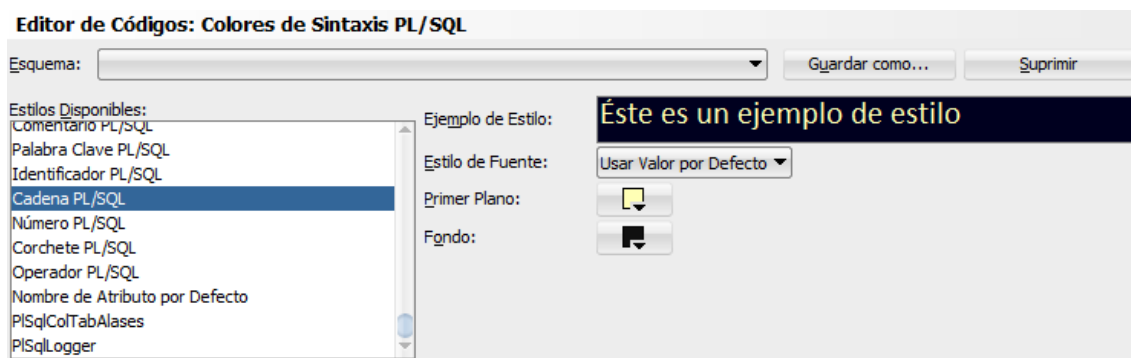 Editor de Códigos: Colores de Sintaxis PL/SQL
Esquema:
Guardar como...
Suprimir
Estilos Disponibles:
Comentario PL/SQL
Palabra Clave PL/SQL
Identificador PL/SQL
Cadena PL/SQL
Número PL/SQL
Corchete PL/SQL
Operador PL/SQL
Nombre de Atributo por Defecto
PlSqlColTabAlases
PlSqlLogger
Ejemplo de Estilo:
Éste es un ejemplo de estilo
Estilo de Fuente:
Usar Valor por Defecto
Primer Plano:
Fondo: